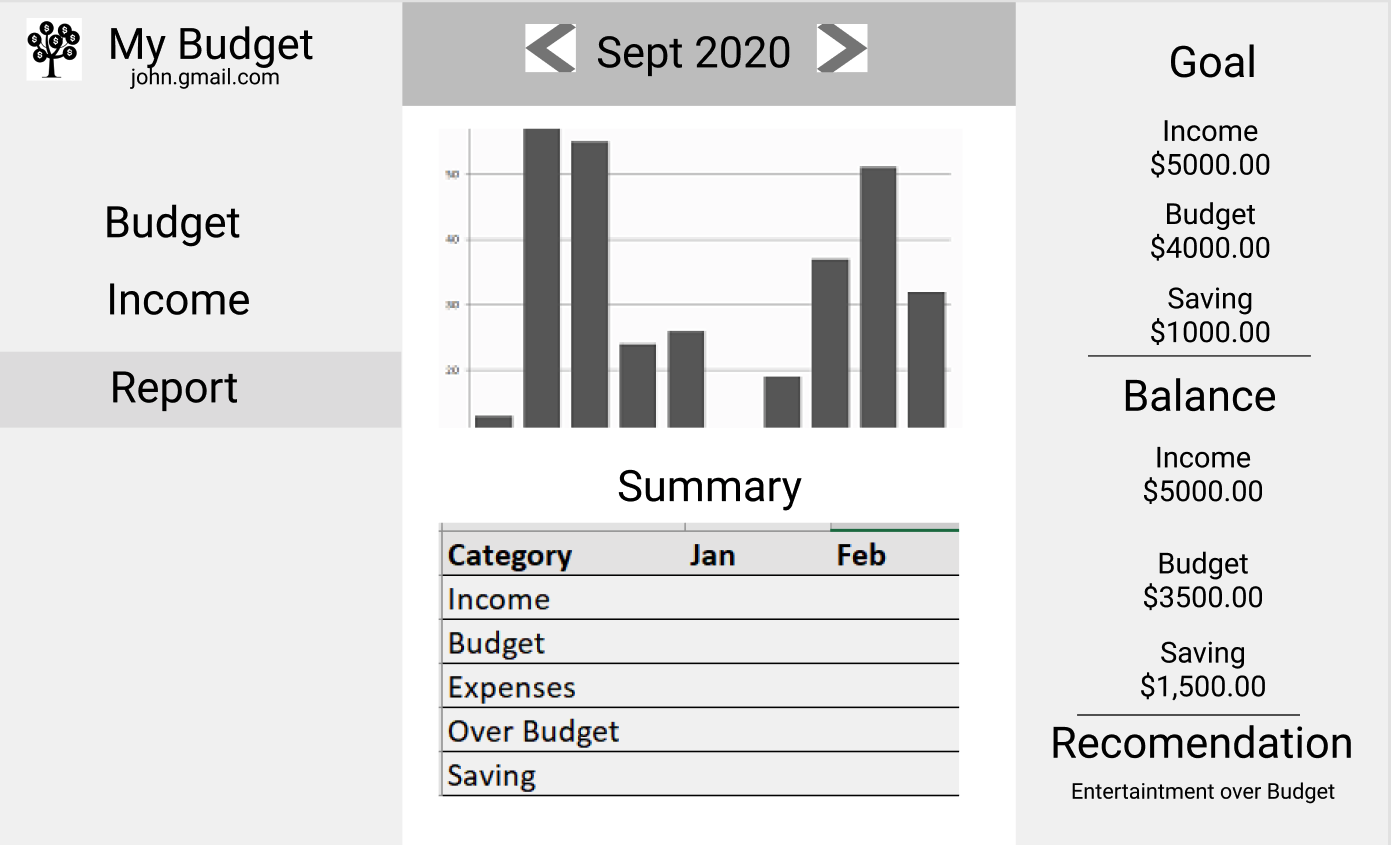 My Budget
john.gmail.com
Budget
Income
Report
Sept 2020
50
40
30
20
Summary
Category Jan Feb
Income
Budget
Expenses
Over Budget
Saving
Goal
Income
$5000.00
Budget
$4000.00
Saving
$1000.00
Balance
Income
$5000.00
Budget
$3500.00
Saving
$1,500.00
Recomendation
Entertaintment over Budget